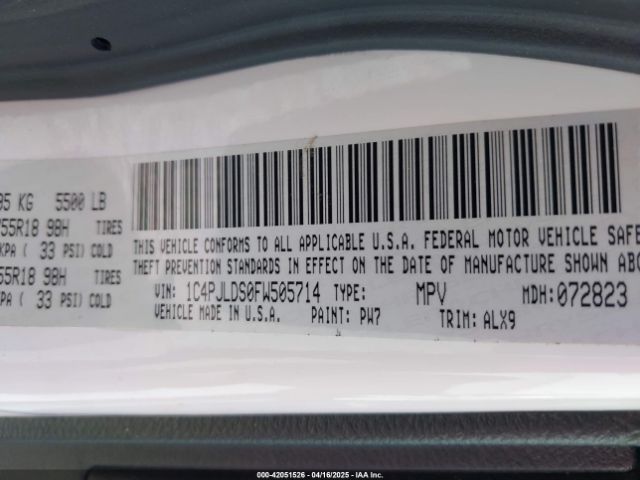 95 KG 5500 LB
55R18 98H TIRES
KPA ( 33 PSI) COLD
55R18 98H TIRES
KPA ( 33 PSI) COLD
THIS VEHICLE CONFORMS TO ALL APPLICABLE U.S.A. FEDERAL MOTOR VEHICLE SAFE
THEFT PREVENTION STANDARDS IN EFFECT ON THE DATE OF MANUFACTURE SHOWN ABO
VIN: 1C4PJLDS0FW505714 TYPE: MPV MDH: 072823
VEHICLE MADE IN U.S.A. PAINT: PW7 TRIM: ALX9
000-42051526 - 04/16/2025 - IAA Inc.